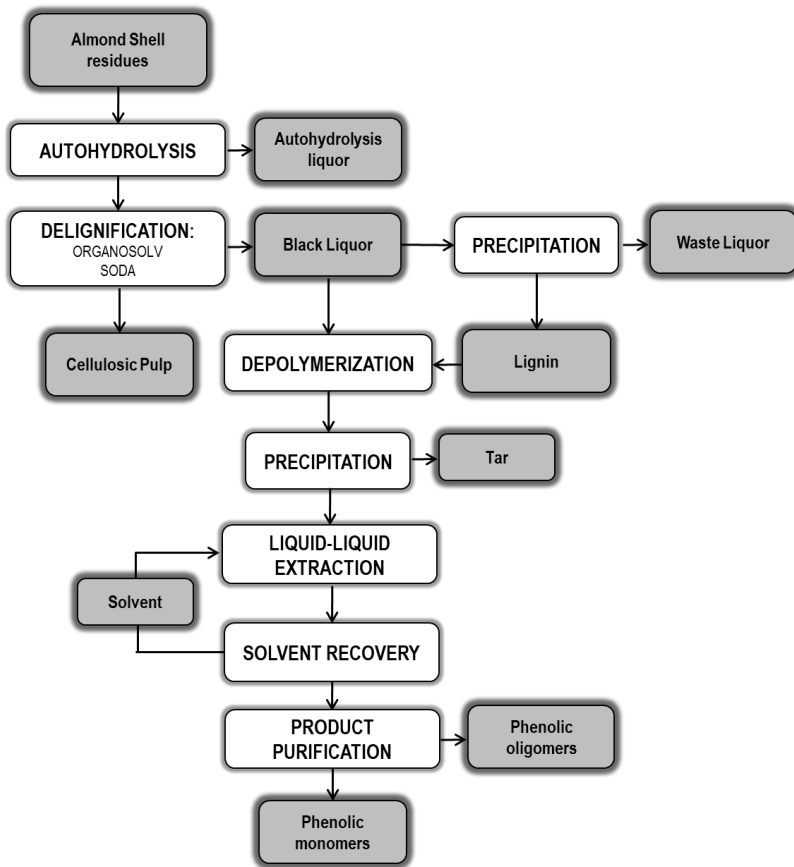 Almond Shell
residues
AUTOHYDROLYSIS
Autohydrolysis
liquor
DELIGNIFICATION:
ORGANOSOLV
SODA
Black Liquor
PRECIPITATION
Waste Liquor
Cellulosic Pulp
DEPOLYMERIZATION
Lignin
PRECIPITATION
Tar
LIQUID-LIQUID
EXTRACTION
Solvent
SOLVENT RECOVERY
PRODUCT
PURIFICATION
Phenolic
oligomers
Phenolic
monomers